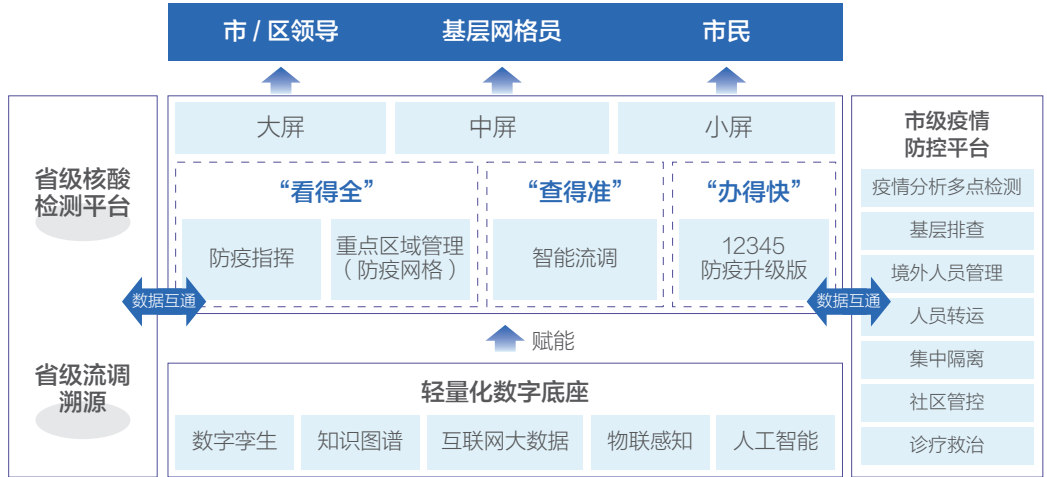 市 / 区领导
基层网格员
市民
大屏
中屏
小屏
“看得全”
“查得准”
“办得快”
防疫指挥
重点区域管理
（防疫网格）
智能流调
12345
防疫升级版
省级核酸
检测平台
数据互通
省级流调
溯源
数据互通
赋能
轻量化数字底座
数字孪生
知识图谱
互联网大数据
物联感知
人工智能
市级疫情
防控平台
疫情分析多点检测
基层排查
境外人员管理
人员转运
集中隔离
社区管控
诊疗救治